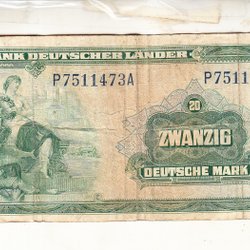 BANK DEUTSCHER LÄNDER
P7511473A P7511
20
ZWANZIG
DEUTSCHE MARK